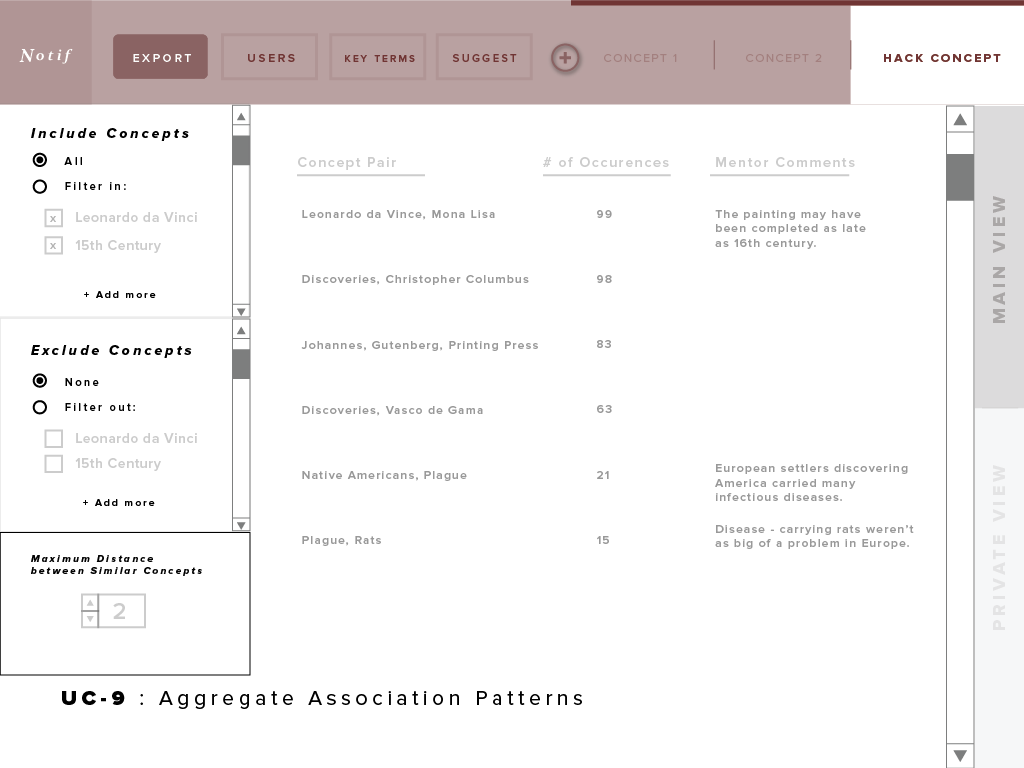 Notif
EXPORT
USERS
KEY TERMS
SUGGEST
CONCEPT 1
CONCEPT 2
HACK CONCEPT
Include Concepts
All
Filter in:
x Leonardo da Vinci
x 15th Century
+ Add more
Exclude Concepts
None
Filter out:
Leonardo da Vinci
15th Century
+ Add more
Maximum Distance
between Similar Concepts
2
Concept Pair # of Occurences Mentor Comments
Leonardo da Vince, Mona Lisa 99 The painting may have
been completed as late
as 16th century.
Discoveries, Christopher Columbus 98
Johannes, Gutenberg, Printing Press 83
Discoveries, Vasco de Gama 63
Native Americans, Plague 21 European settlers discovering
America carried many
infectious diseases.
Plague, Rats 15 Disease - carrying rats weren't
as big of a problem in Europe.
MAIN VIEW
PRIVATE VIEW
UC-9 : Aggregate Association Patterns